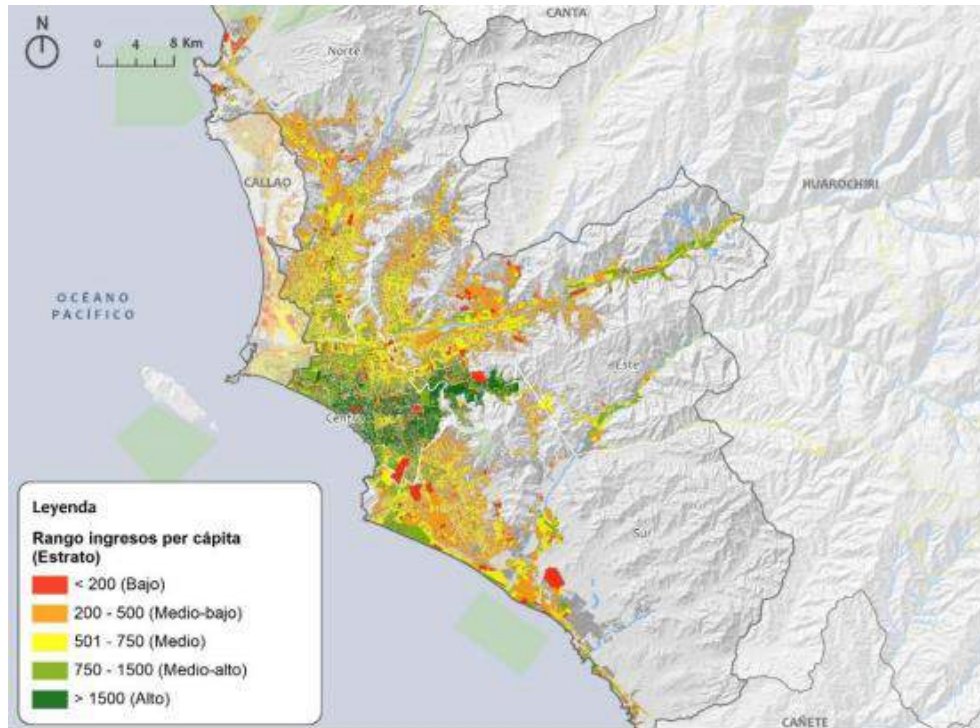 CANTA
N
0 4 8 Km
Norte
CALLAO
HUAROCHIRI
OCÉANO
PACÍFICO
Este
Centro
Sur
Leyenda
Rango ingresos per cápita
(Estrato)
< 200 (Bajo)
200 - 500 (Medio-bajo)
501 - 750 (Medio)
750 - 1500 (Medio-alto)
> 1500 (Alto)
CAÑETE